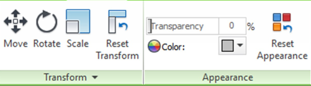 Transparency 0 %
Move Rotate Scale Reset Transform
Color: Reset Appearance
Transform Appearance